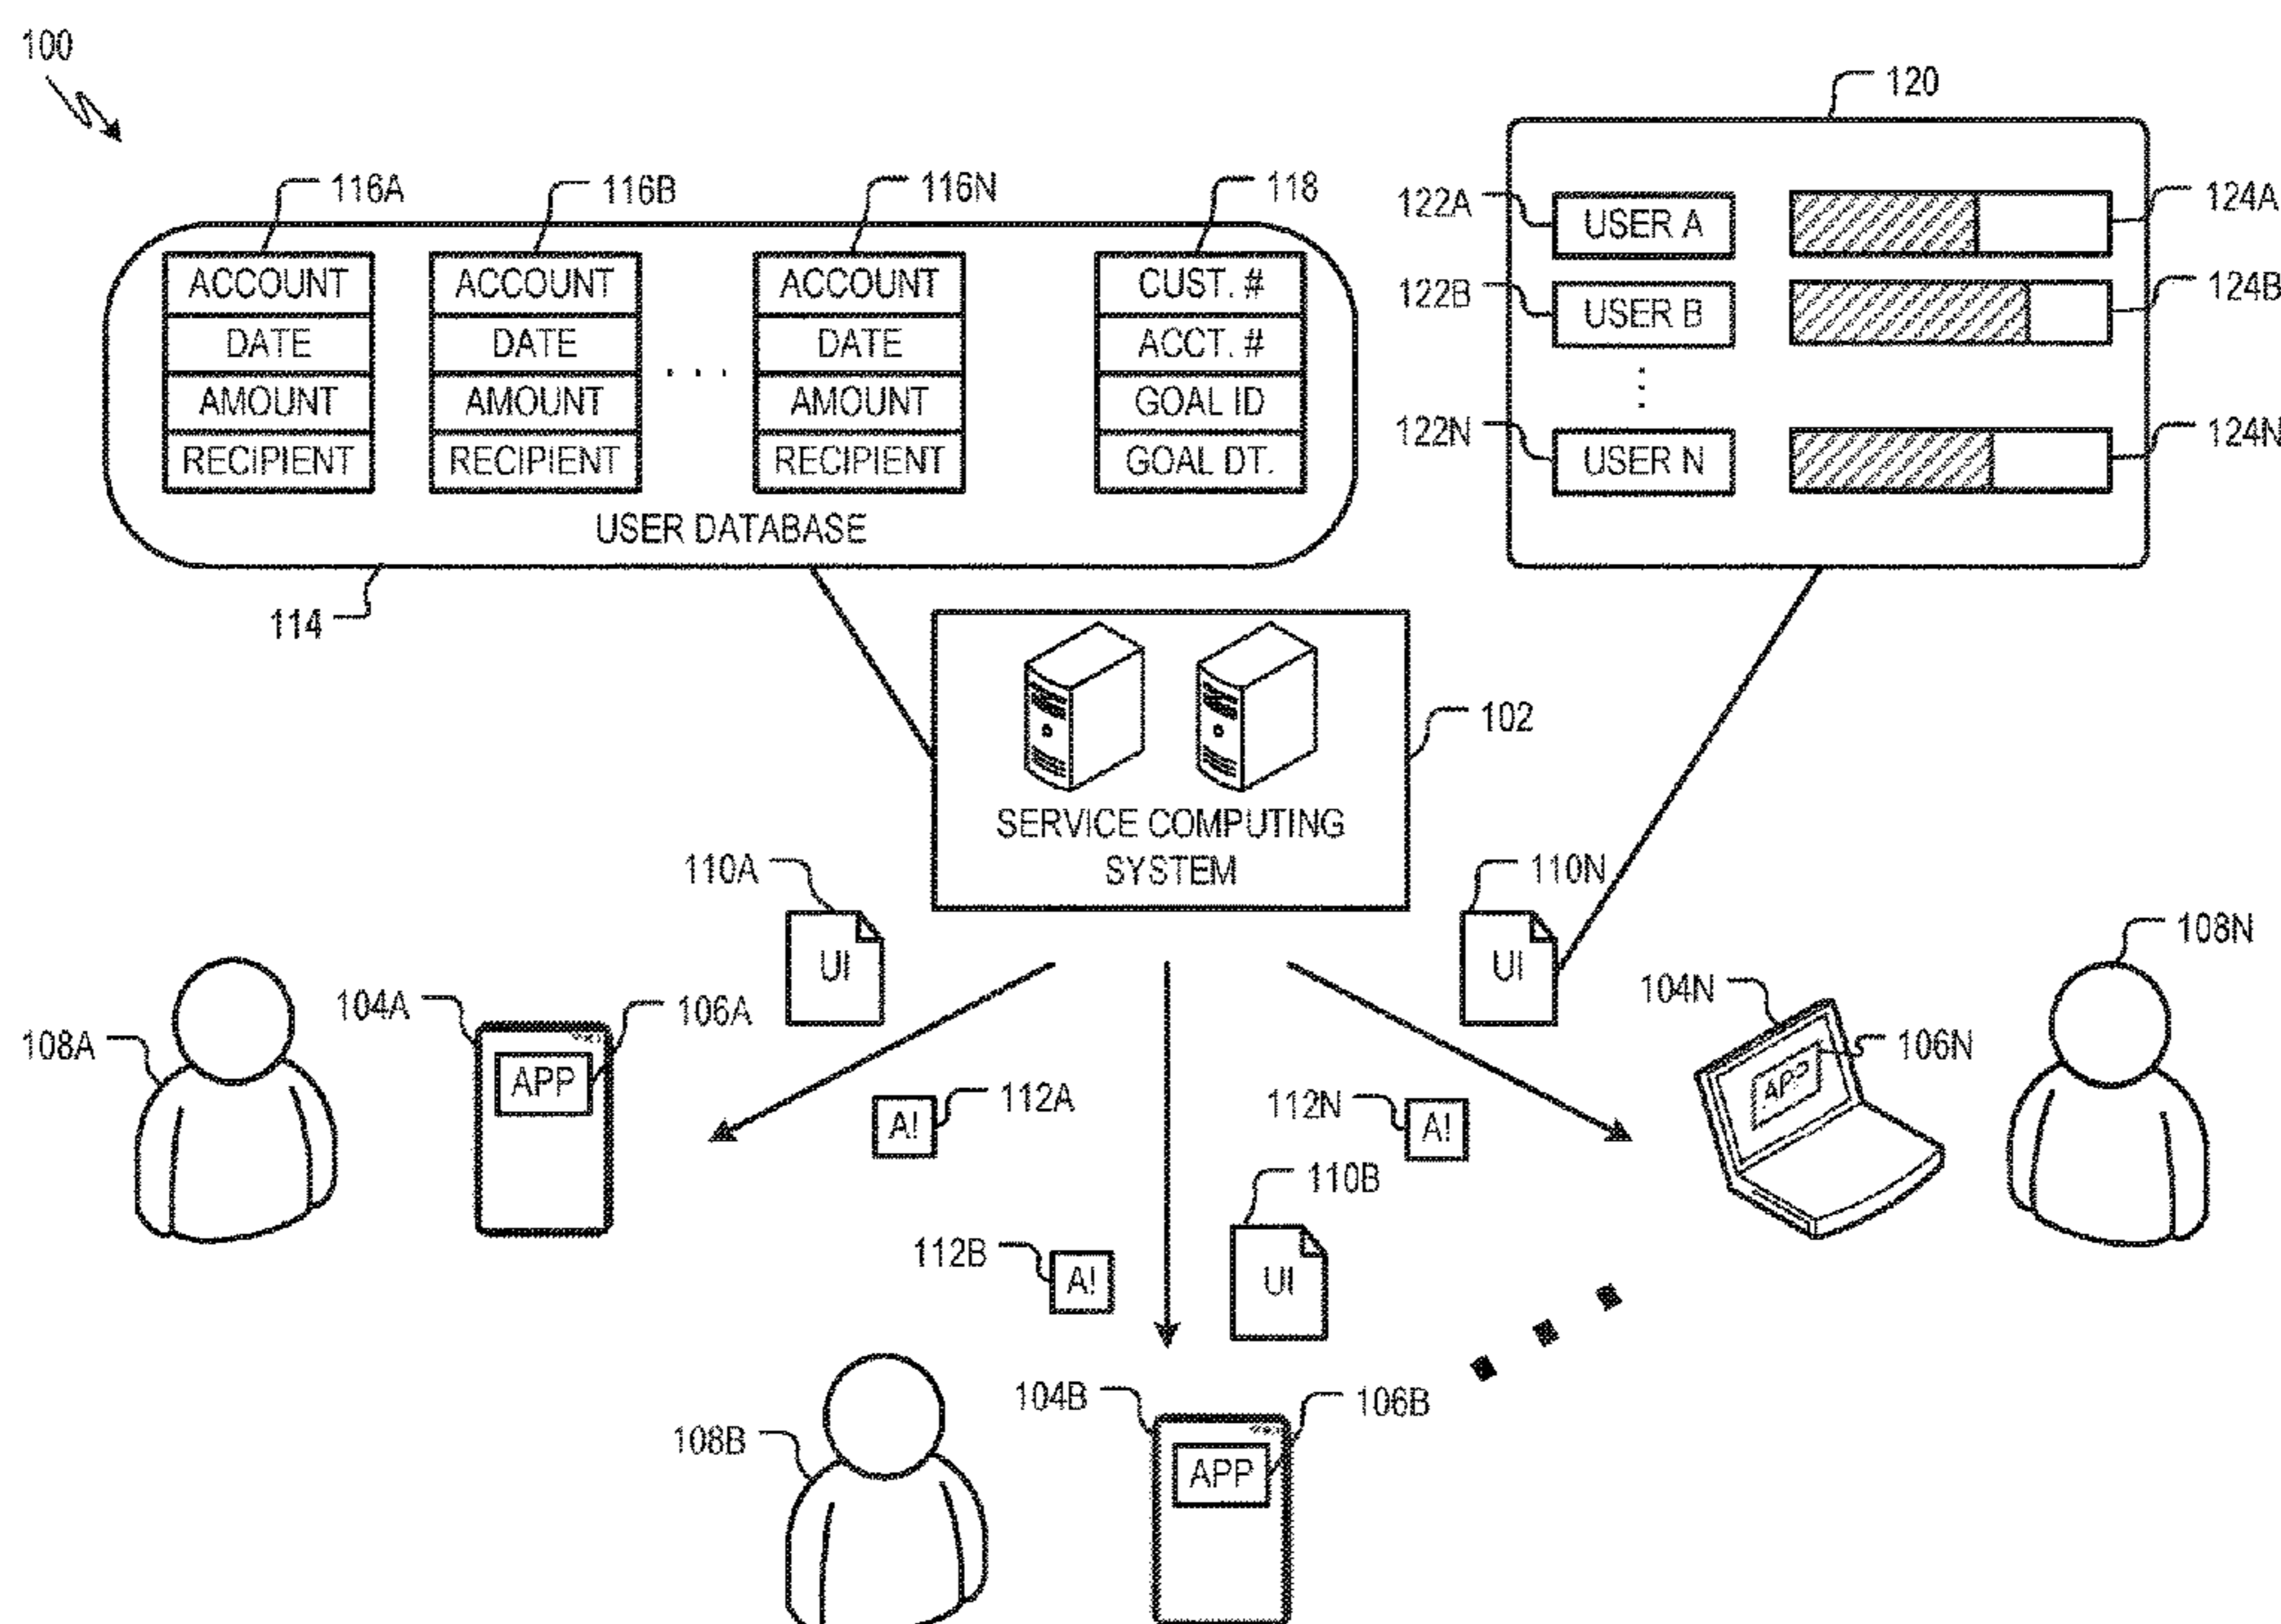 100
120
116A
116B
116N
118
122A
USER A
124A
ACCOUNT
ACCOUNT
ACCOUNT
CUST. #
122B
USER B
124B
DATE
DATE
. . .
DATE
ACCT. #
AMOUNT
AMOUNT
AMOUNT
GOAL ID
122N
USER N
124N
RECIPIENT
RECIPIENT
RECIPIENT
GOAL DT.
USER DATABASE
114
102
SERVICE COMPUTING
SYSTEM
110A
110N
UI
UI
108N
104A
106A
104N
108A
APP
106N
APP
112A
A!
112N
A!
110B
112B
A!
UI
104B
106B
108B
APP